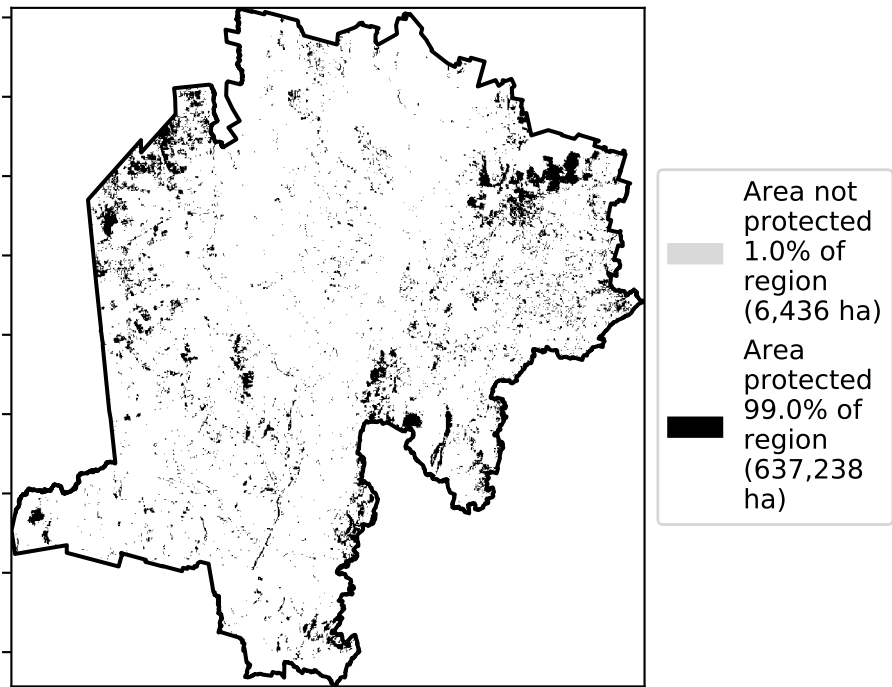 Area not
protected
1.0% of
region
(6,436 ha)
Area
protected
99.0% of
region
(637,238
ha)